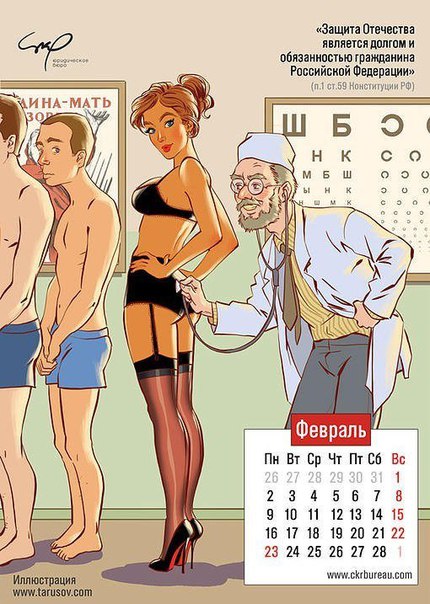 скр
юридическое
бюро
«Защита Отечества
является долгом и
обязанностью гражданина
Российской Федерации»
(п.1 ст.59 Конституции РФ)
ДИНА-МАТЬ
ЗОВ
Ш Б
Н К
М Б Ш
Ы Н К
Февраль
Пн Вт Ср Чт Пт Сб Вс
26 27 28 29 30 31 1
2 3 4 5 6 7 8
9 10 11 12 13 14 15
16 17 18 19 20 21 22
23 24 25 26 27 28 1
Иллюстрация
www.tarusov.com
www.ckrbureau.com